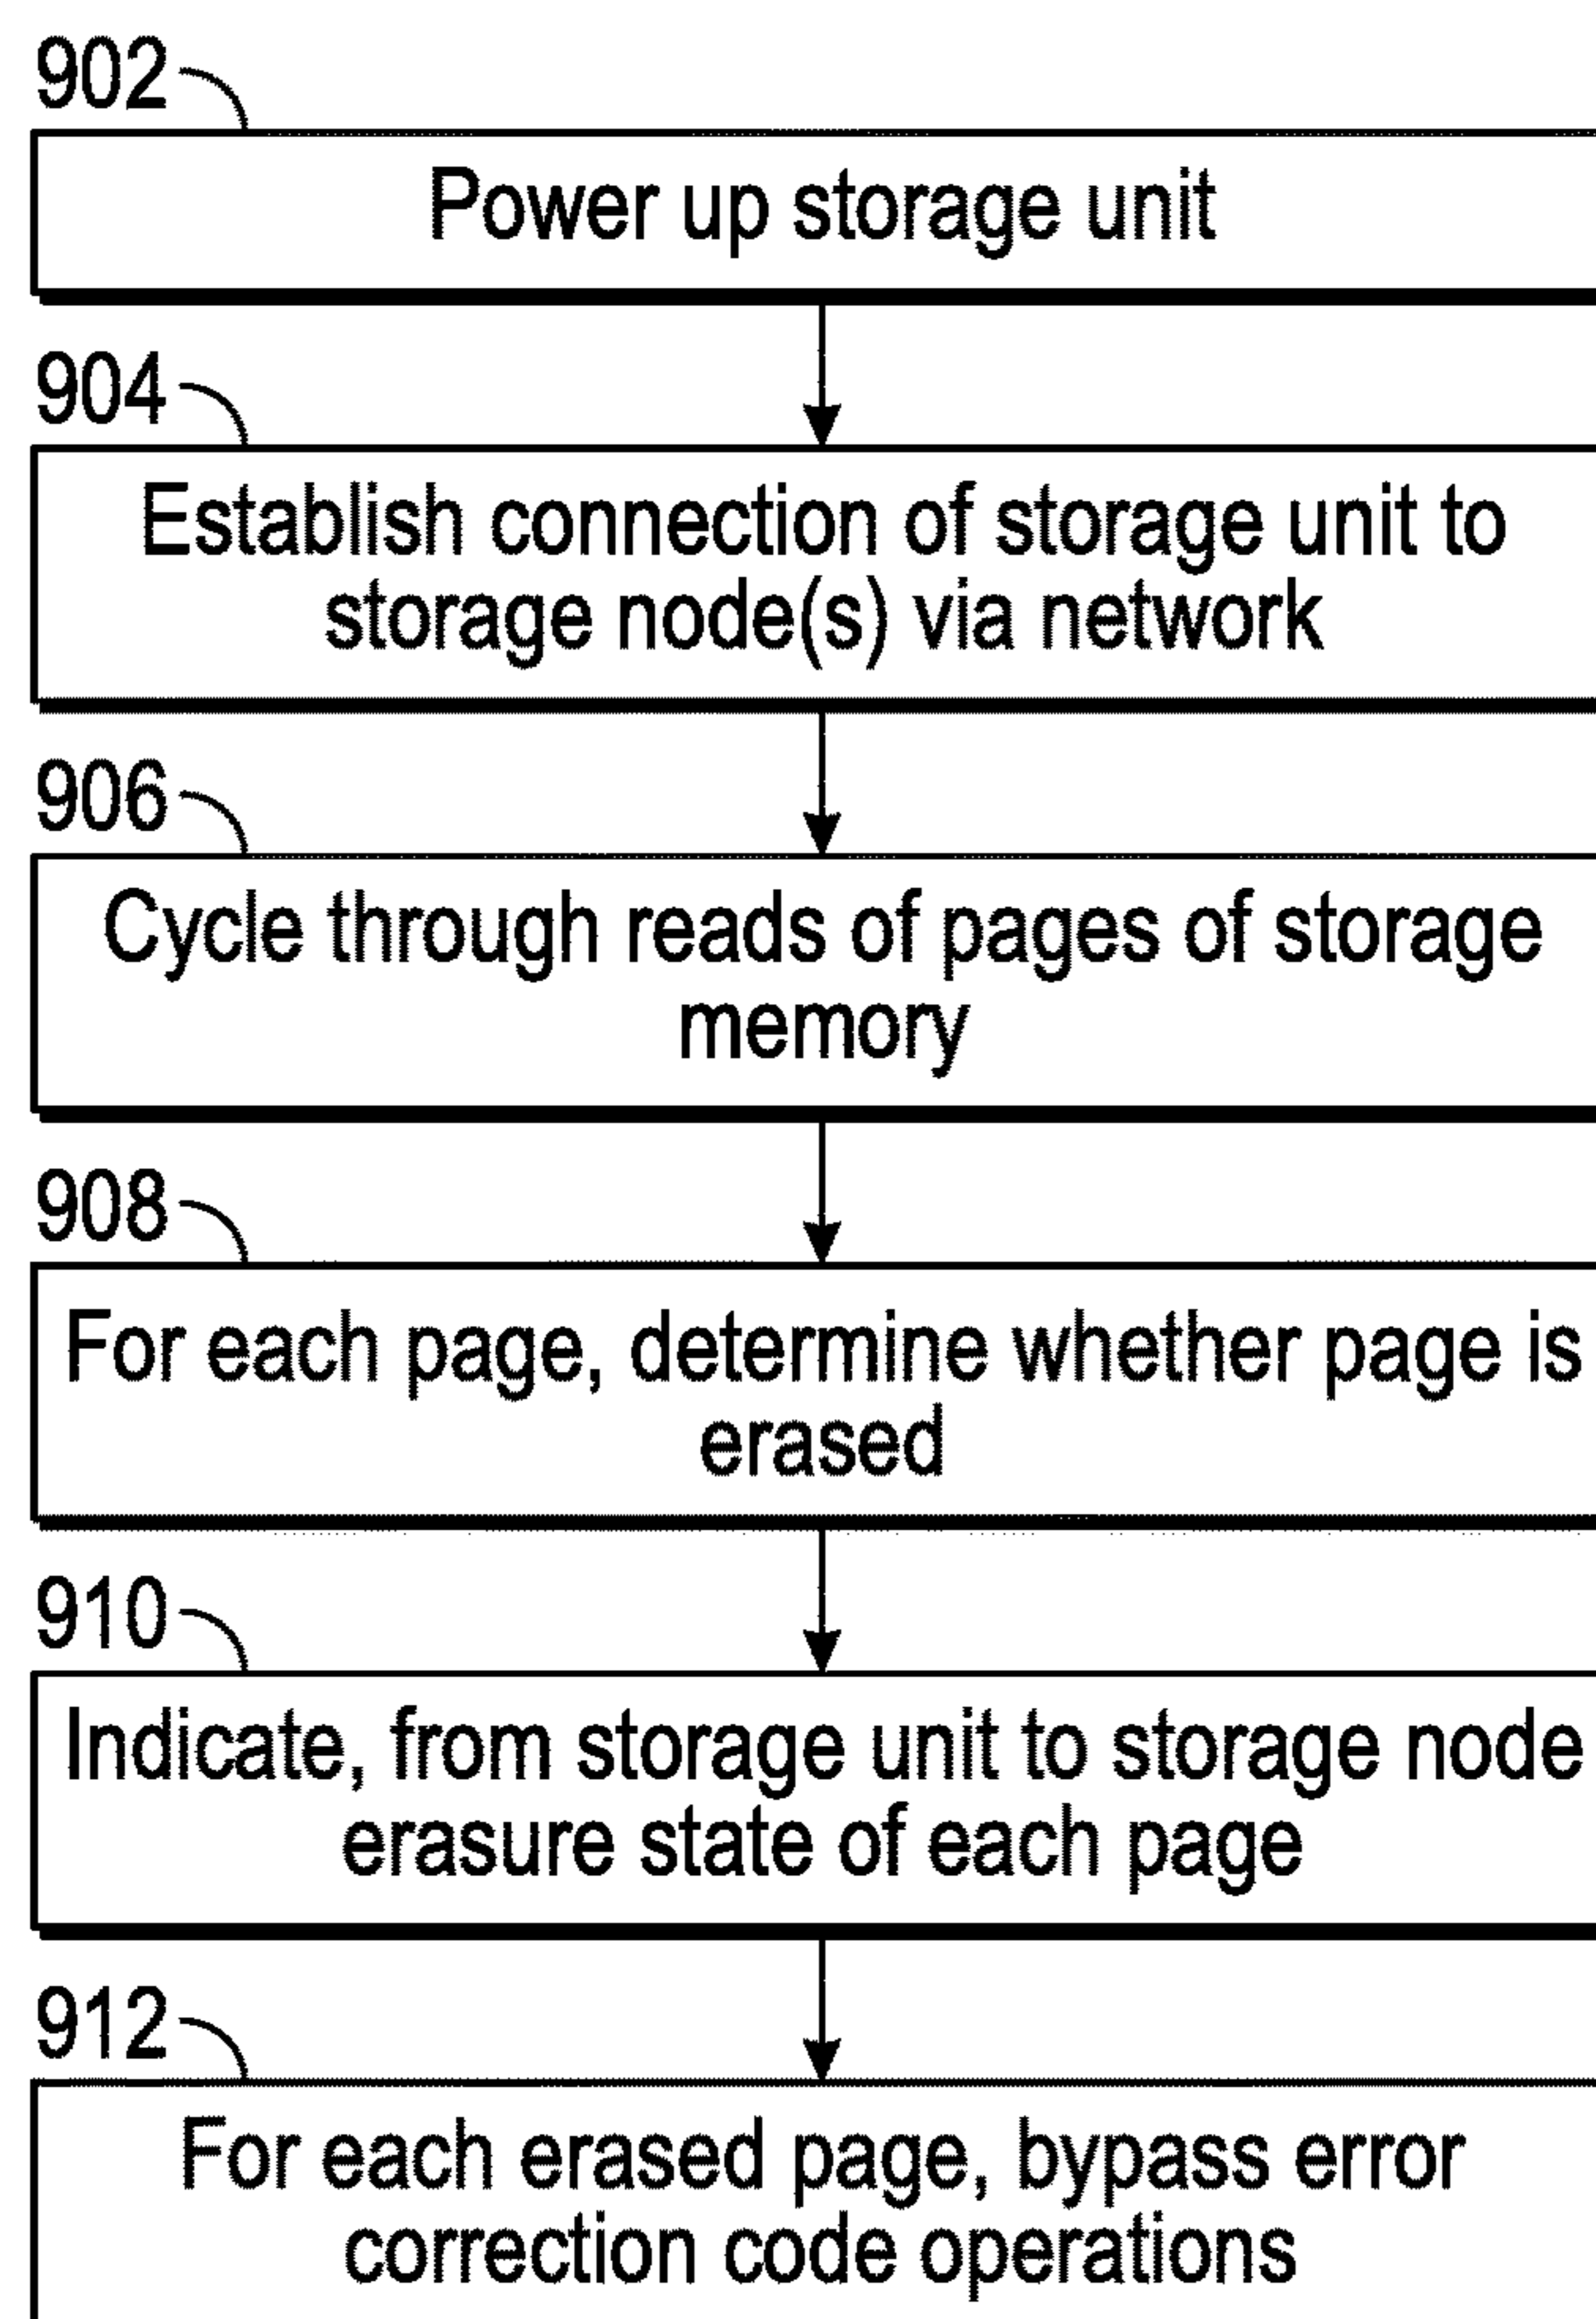 902
Power up storage unit
904
Establish connection of storage unit to
storage node(s) via network
906
Cycle through reads of pages of storage
memory
908
For each page, determine whether page is
erased
910
Indicate, from storage unit to storage node
erasure state of each page
912
For each erased page, bypass error
correction code operations